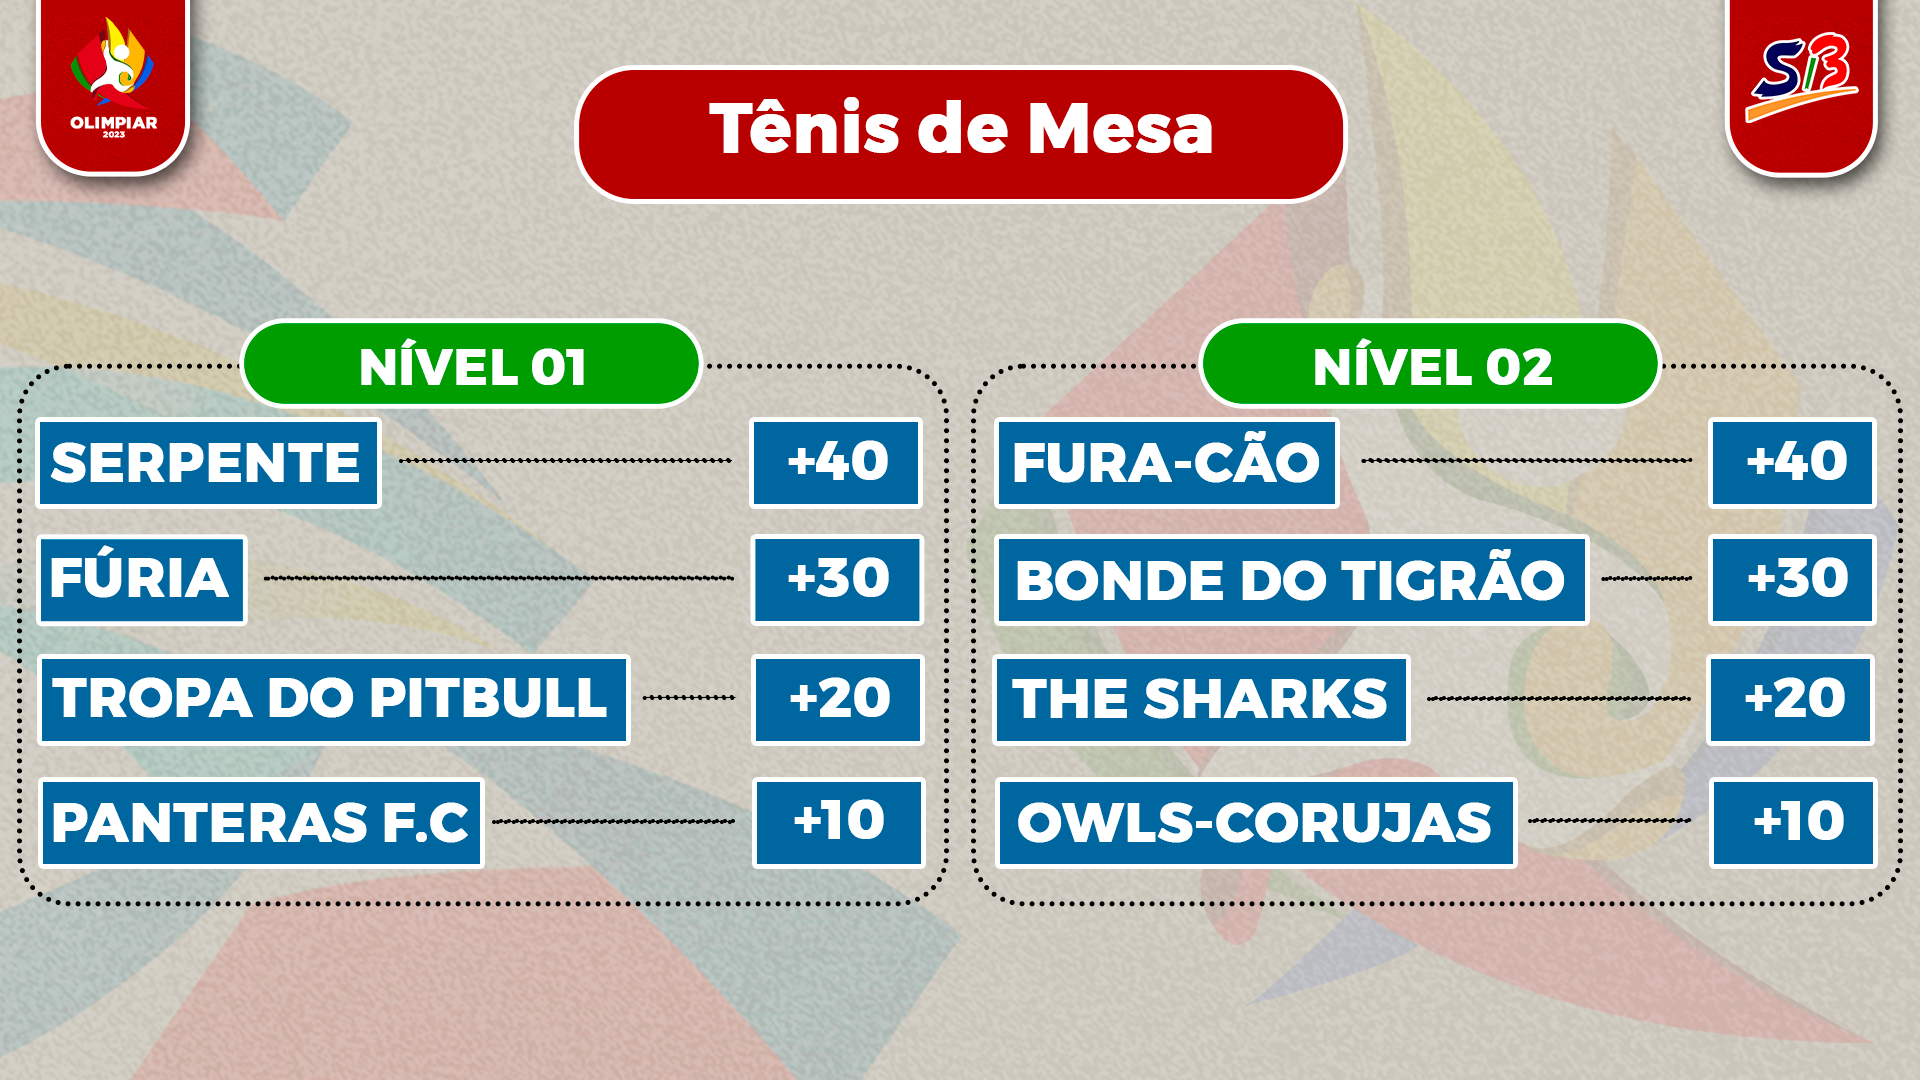 OLIMPIAR
2023
SiB
Tênis de Mesa
NÍVEL 01
SERPENTE +40
FÚRIA +30
TROPA DO PITBULL +20
PANTERAS F.C +10
NÍVEL 02
FURA-CÃO +40
BONDE DO TIGRÃO +30
THE SHARKS +20
OWLS-CORUJAS +10